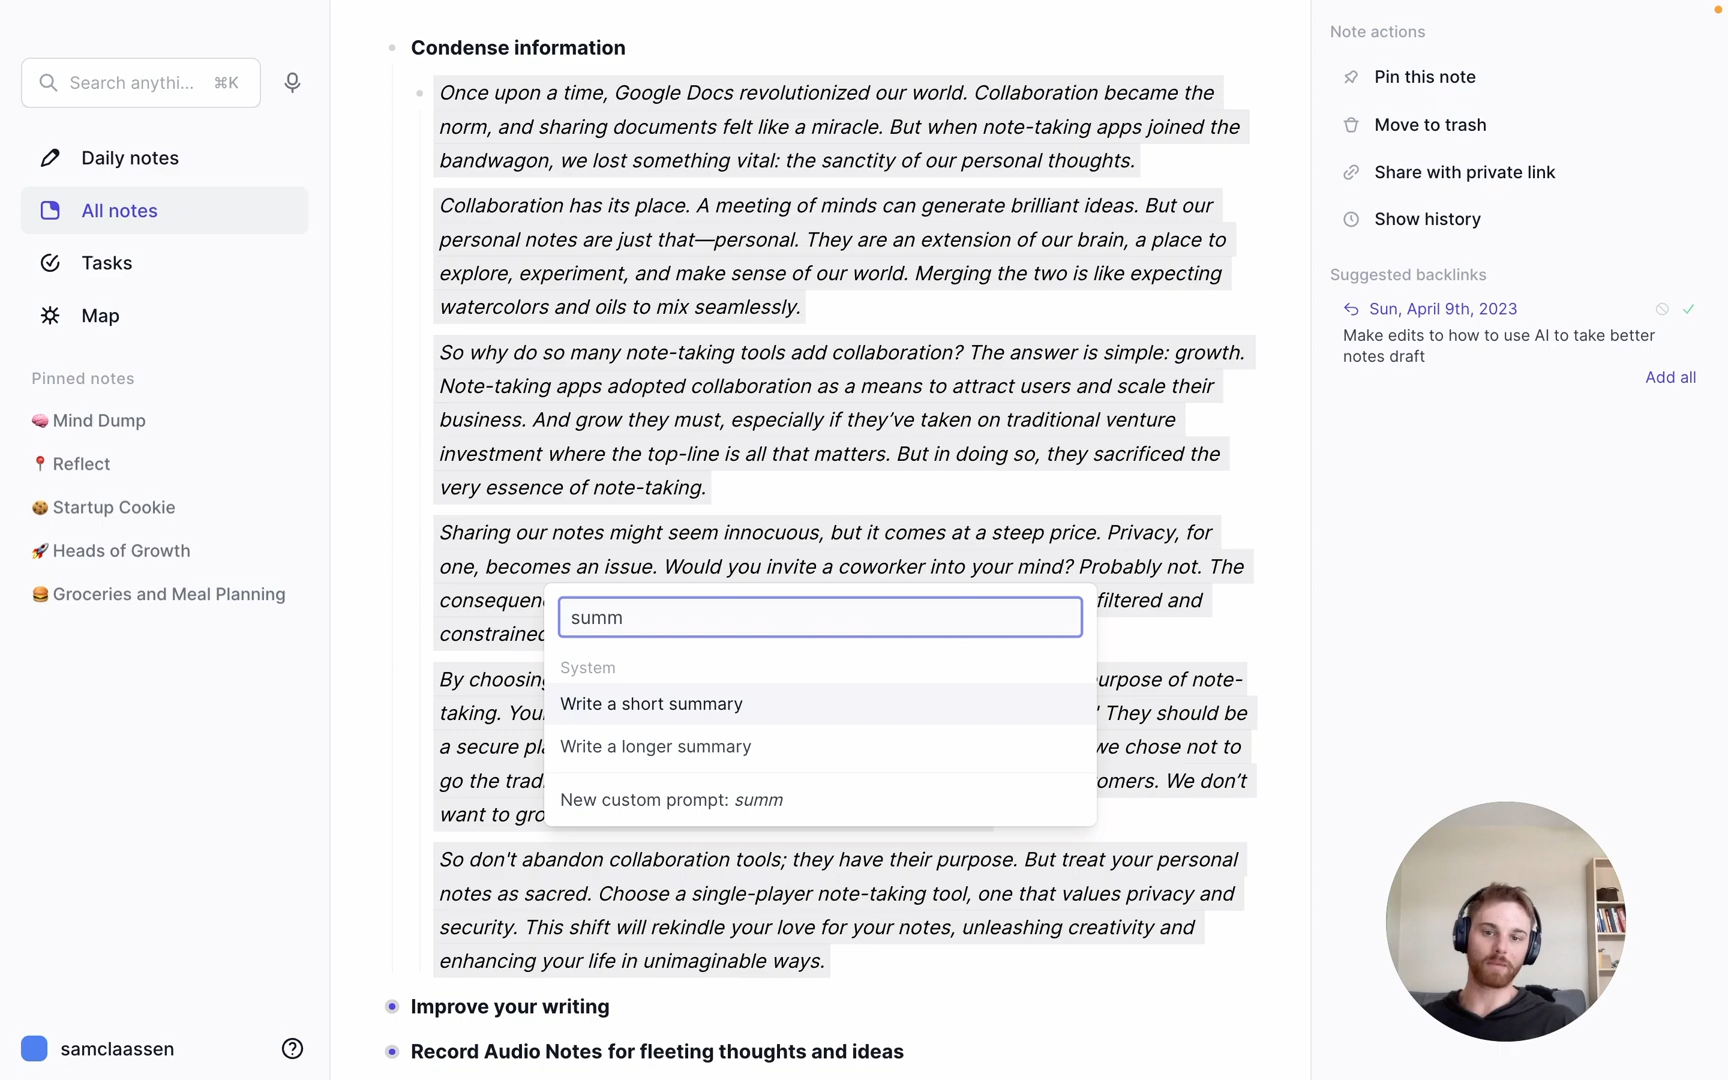 Search anythi... ⌘K
Daily notes
All notes
Tasks
Map
Pinned notes
Mind Dump
Reflect
Startup Cookie
Heads of Growth
Groceries and Meal Planning
samclaassen
Condense information
Once upon a time, Google Docs revolutionized our world. Collaboration became the
norm, and sharing documents felt like a miracle. But when note-taking apps joined the
bandwagon, we lost something vital: the sanctity of our personal thoughts.
Collaboration has its place. A meeting of minds can generate brilliant ideas. But our
personal notes are just that—personal. They are an extension of our brain, a place to
explore, experiment, and make sense of our world. Merging the two is like expecting
watercolors and oils to mix seamlessly.
So why do so many note-taking tools add collaboration? The answer is simple: growth.
Note-taking apps adopted collaboration as a means to attract users and scale their
business. And grow they must, especially if they’ve taken on traditional venture
investment where the top-line is all that matters. But in doing so, they sacrificed the
very essence of note-taking.
Sharing our notes might seem innocuous, but it comes at a steep price. Privacy, for
one, becomes an issue. Would you invite a coworker into your mind? Probably not. The
filtered and
summ
System
By choosing
taking. They should be
Write a short summary
a secure we chose not to
Write a longer summary
go the We don’t
want to
New custom prompt: summ
So don't abandon collaboration tools; they have their purpose. But treat your personal
notes as sacred. Choose a single-player note-taking tool, one that values privacy and
security. This shift will rekindle your love for your notes, unleashing creativity and
enhancing your life in unimaginable ways.
Improve your writing
Record Audio Notes for fleeting thoughts and ideas
Note actions
Pin this note
Move to trash
Share with private link
Show history
Suggested backlinks
Sun, April 9th, 2023
Make edits to how to use AI to take better
notes draft
Add all